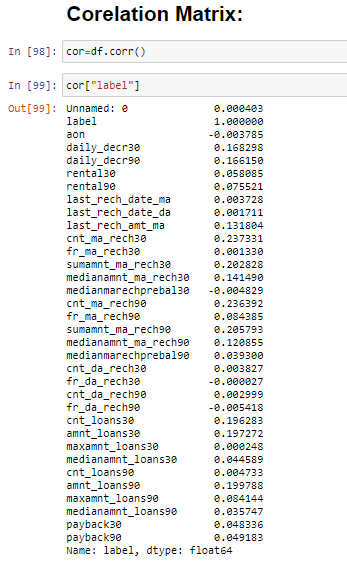 Corelation Matrix:
In [98]: cor=df.corr()
In [99]: cor["label"]
Out[99]: Unnamed: 0 0.000403
label 1.000000
aon -0.003785
daily_decr30 0.168298
daily_decr90 0.166150
rental30 0.058085
rental90 0.075521
last_rech_date_ma 0.003728
last_rech_date_da 0.001711
last_rech_amt_ma 0.131804
cnt_ma_rech30 0.237331
fr_ma_rech30 0.001330
sumamnt_ma_rech30 0.202828
medianamnt_ma_rech30 0.141490
medianmarechprebal30 -0.004829
cnt_ma_rech90 0.236392
fr_ma_rech90 0.084385
sumamnt_ma_rech90 0.205793
medianamnt_ma_rech90 0.120855
medianmarechprebal90 0.039300
cnt_da_rech30 0.003827
fr_da_rech30 -0.000027
cnt_da_rech90 0.002999
fr_da_rech90 -0.005418
cnt_loans30 0.196283
amnt_loans30 0.197272
maxamnt_loans30 0.000248
medianamnt_loans30 0.044589
cnt_loans90 0.004733
amnt_loans90 0.199788
maxamnt_loans90 0.084144
medianamnt_loans90 0.035747
payback30 0.048336
payback90 0.049183
Name: label, dtype: float64